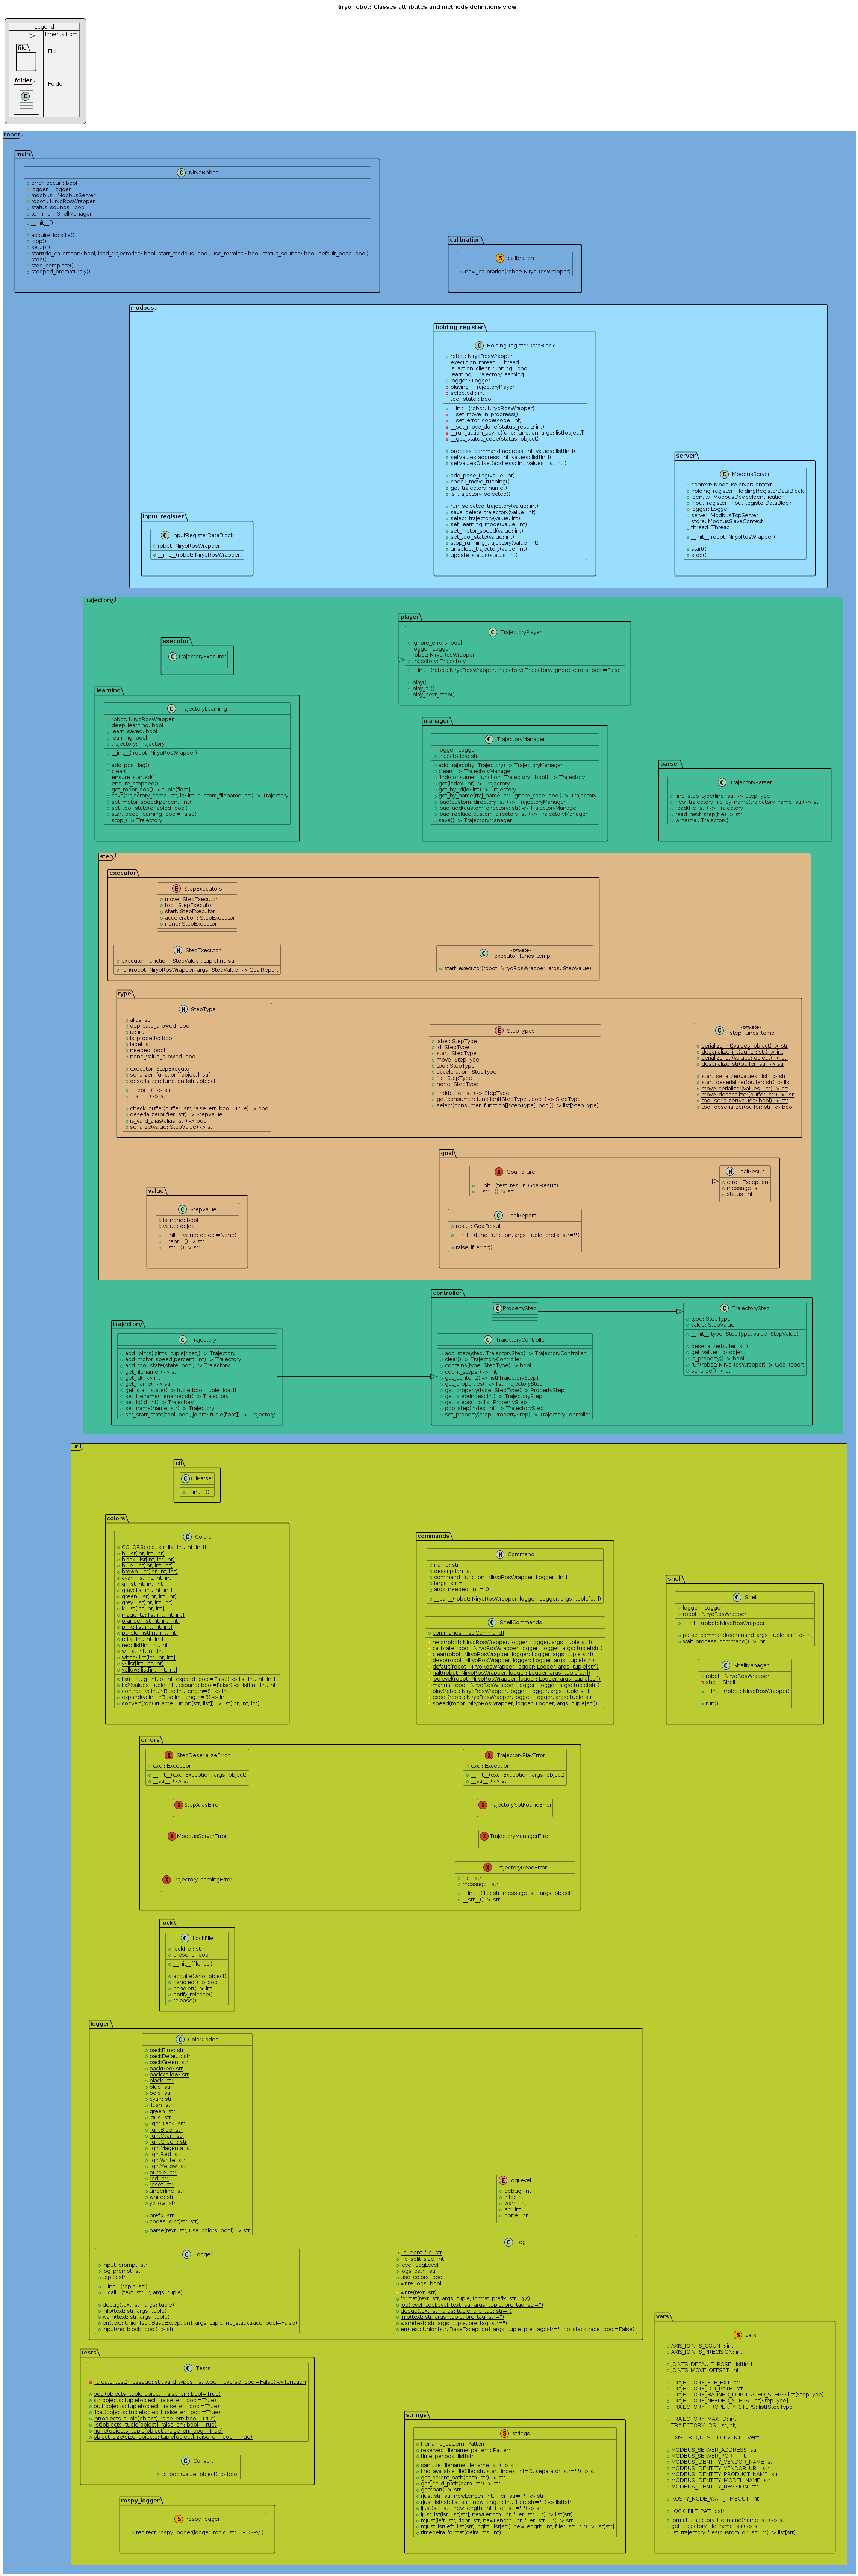 Niryo robot: Classes attributes and methods definitions view
Legend
Inherits from
file
File
folder
Folder
C
robot
main
C NiryoRobot
error_occur : bool
logger : Logger
modbus : ModbusServer
robot : NiryoRosWrapper
status_sounds : bool
terminal : ShellManager
__init__()
acquire_lockfile()
loop()
setup()
start(do_calibration: bool, load_trajectories: bool, start_modbus: bool, use_terminal: bool, status_sounds: bool, default_pose: bool)
stop()
stop_complete()
stopped_prematurely()
calibration
S calibration
new_calibration(robot: NiryoRosWrapper)
modbus
holding_register
C HoldingRegisterDataBlock
robot: NiryoRosWrapper
execution_thread : Thread
is_action_client_running : bool
learning : TrajectoryLearning
logger : Logger
playing : TrajectoryPlayer
selected : int
tool_state : bool
__init__(robot: NiryoRosWrapper)
__set_move_in_progress()
__set_error_code(code: int)
__set_move_done(status_result: int)
__run_action_async(func: function, args: list[object])
__get_status_code(status: object)
process_command(address: int, values: list[int])
setValues(address: int, values: list[int])
setValuesOffset(address: int, values: list[int])
add_pose_flag(value: int)
check_move_running()
get_trajectory_name()
is_trajectory_selected()
run_selected_trajectory(value: int)
save_delete_trajectory(value: int)
select_trajectory(value: int)
set_learning_mode(value: int)
set_motor_speed(value: int)
set_tool_state(value: int)
stop_running_trajectory(value: int)
unselect_trajectory(value: int)
update_status(status: int)
server
C ModbusServer
context: ModbusServerContext
holding_register: HoldingRegisterDataBlock
identity: ModbusDeviceIdentification
input_register: InputRegisterDataBlock
logger: Logger
server: ModbusTcpServer
store: ModbusSlaveContext
thread: Thread
__init__(robot: NiryoRosWrapper)
start()
stop()
input_register
C InputRegisterDataBlock
robot: NiryoRosWrapper
__init__(robot: NiryoRosWrapper)
trajectory
player
C TrajectoryPlayer
ignore_errors: bool
logger: Logger
robot: NiryoRosWrapper
trajectory: Trajectory
__init__(robot: NiryoRosWrapper, trajectory: Trajectory, ignore_errors: bool=False)
play()
play_all()
play_next_step()
executor
C TrajectoryExecutor
learning
C TrajectoryLearning
robot: NiryoRosWrapper
deep_learning: bool
learn_saved: bool
learning: bool
trajectory: Trajectory
__init__( robot: NiryoRosWrapper)
add_pos_flag()
clear()
ensure_started()
ensure_stopped()
get_robot_pos() -> tuple[float]
save(trajectory_name: str, id: int, custom_filename: str) -> Trajectory
set_motor_speed(percent: int)
set_tool_state(enabled: bool)
start(deep_learning: bool=False)
stop() -> Trajectory
manager
C TrajectoryManager
logger: Logger
trajectories: str
add(trajecotry: Trajectory) -> TrajectoryManager
clear() -> TrajectoryManager
find(consumer: function[[Trajectory], bool]) -> Trajectory
get(index: int) -> Trajectory
get_by_id(id: int) -> Trajectory
get_by_name(traj_name: str, ignore_case: bool) -> Trajectory
load(custom_directory: str) -> TrajectoryManager
load_add(custom_directory: str) -> TrajectoryManager
load_replace(custom_directory: str) -> TrajectoryManager
save() -> TrajectoryManager
parser
C TrajectoryParser
find_step_type(line: str) -> StepType
new_trajectory_file_by_name(trajectory_name: str) -> str
read(file: str) -> Trajectory
read_next_step(file) -> str
write(traj: Trajectory)
step
executor
E StepExecutors
move: StepExecutor
tool: StepExecutor
start: StepExecutor
acceleration: StepExecutor
none: StepExecutor
H StepExecutor
executor: function[[StepValue], tuple[int, str]]
run(robot: NiryoRosWrapper, args: StepValue) -> GoalReport
C «private»
_executor_funcs_temp
start_executor(robot: NiryoRosWrapper, args: StepValue)
type
H StepType
alias: str
duplicate_allowed: bool
id: int
is_property: bool
label: str
needed: bool
none_value_allowed: bool
executor: StepExecutor
serializer: function[[object], str]
deserializer: function[[str], object]
__repr__() -> str
__str__() -> str
check_buffer(buffer: str, raise_err: bool=True) -> bool
deserialize(buffer: str) -> StepValue
is_valid_alias(alias: str) -> bool
serialize(value: StepValue) -> str
E StepTypes
label: StepType
id: StepType
start: StepType
move: StepType
tool: StepType
acceleration: StepType
file: StepType
none: StepType
find(buffer: str) -> StepType
get(consumer: function[[StepType], bool]) -> StepType
select(consumer: function[[StepType], bool]) -> list[StepType]
C «private»
_step_funcs_temp
serialize_int(values: object) -> str
deserialize_int(buffer: str) -> int
serialize_str(values: object) -> str
deserialize_str(buffer: str) -> str
start_serializer(values: list) -> str
start_deserializer(buffer: str) -> list
move_serializer(values: list) -> str
move_deserializer(buffer: str) -> list
tool_serializer(values: bool) -> str
tool_deserializer(buffer: str) -> bool
goal
I GoalFailure
__init__(test_result: GoalResult)
__str__() -> str
H GoalResult
error: Exception
message: str
status: int
C GoalReport
result: GoalResult
__init__(func: function, args: tuple, prefix: str="")
raise_if_error()
value
C StepValue
is_none: bool
value: object
__init__(value: object=None)
__repr__() -> str
__str__() -> str
controller
C PropertyStep
C TrajectoryStep
type: StepType
value: StepValue
__init__(type: StepType, value: StepValue)
deserialize(buffer: str)
get_value() -> object
is_property() -> bool
run(robot: NiryoRosWrapper) -> GoalReport
serialize() -> str
C TrajectoryController
add_step(step: TrajectoryStep) -> TrajectoryController
clear() -> TrajectoryController
contains(type: StepType) -> bool
count_steps() -> int
get_content() -> list[TrajectoryStep]
get_properties() -> list[TrajectoryStep]
get_property(type: StepType) -> PropertyStep
get_step(index: int) -> TrajectoryStep
get_steps() -> list[PropertyStep]
pop_step(index: int) -> TrajectoryStep
set_property(step: PropertyStep) -> TrajectoryController
trajectory
C Trajectory
add_joints(joints: tuple[float]) -> Trajectory
add_motor_speed(percent: int) -> Trajectory
add_tool_state(state: bool) -> Trajectory
get_filename() -> str
get_id() -> int
get_name() -> str
get_start_state() -> tuple[bool, tuple[float]]
set_filename(filename: str) -> Trajectory
set_id(id: int) -> Trajectory
set_name(name: str) -> Trajectory
set_start_state(tool: bool, joints: tuple[float]) -> Trajectory
util
cli
C CliParser
__init__()
colors
C Colors
COLORS: dict[str, list[int, int, int]]
b: list[int, int, int]
black: list[int, int, int]
blue: list[int, int, int]
brown: list[int, int, int]
cyan: list[int, int, int]
g: list[int, int, int]
gray: list[int, int, int]
green: list[int, int, int]
grey: list[int, int, int]
k: list[int, int, int]
magenta: list[int, int, int]
orange: list[int, int, int]
pink: list[int, int, int]
purple: list[int, int, int]
r: list[int, int, int]
red: list[int, int, int]
w: list[int, int, int]
white: list[int, int, int]
y: list[int, int, int]
yellow: list[int, int, int]
fix(r: int, g: int, b: int, expand: bool=False) -> list[int, int, int]
fix2(values: tuple[int], expand: bool=False) -> list[int, int, int]
contract(v: int, nBits: int, length=8) -> int
expand(v: int, nBits: int, length=8) -> int
convert(rgbOrName: Union[str, list]) -> list[int, int, int]
commands
H Command
name: str
description: str
command: function[[NiryoRosWrapper, Logger], int]
fargs: str = ""
args_needed: int = 0
__call__(robot: NiryoRosWrapper, logger: Logger, args: tuple[str])
C ShellCommands
commands : list[Command]
help(robot: NiryoRosWrapper, logger: Logger, args: tuple[str])
calibrate(robot: NiryoRosWrapper, logger: Logger, args: tuple[str])
clear(robot: NiryoRosWrapper, logger: Logger, args: tuple[str])
deep(robot: NiryoRosWrapper, logger: Logger, args: tuple[str])
default(robot: NiryoRosWrapper, logger: Logger, args: tuple[str])
halt(robot: NiryoRosWrapper, logger: Logger, args: tuple[str])
loglevel(robot: NiryoRosWrapper, logger: Logger, args: tuple[str])
manual(robot: NiryoRosWrapper, logger: Logger, args: tuple[str])
play(robot: NiryoRosWrapper, logger: Logger, args: tuple[str])
exec_(robot: NiryoRosWrapper, logger: Logger, args: tuple[str])
speed(robot: NiryoRosWrapper, logger: Logger, args: tuple[str])
shell
C Shell
logger : Logger
robot : NiryoRosWrapper
__init__(robot: NiryoRosWrapper)
parse_command(command_args: tuple[str]) -> int
wait_process_command() -> int
C ShellManager
robot : NiryoRosWrapper
shell : Shell
__init__(robot: NiryoRosWrapper)
run()
errors
I StepDeserializeError
exc : Exception
__init__(exc: Exception, args: object)
__str__() -> str
I TrajectoryPlayError
exc : Exception
__init__(exc: Exception, args: object)
__str__() -> str
I StepAliasError
I TrajectoryNotFoundError
I ModbusServerError
I TrajectoryManagerError
I TrajectoryLearningError
I TrajectoryReadError
file : str
message : str
__init__(file: str, message: str, args: object)
__str__() -> str
lock
C LockFile
lockfile : str
present : bool
__init__(file: str)
acquire(who: object)
handled() -> bool
handler() -> int
notify_release()
release()
logger
C ColorCodes
backBlue: str
backDefault: str
backGreen: str
backRed: str
backYellow: str
black: str
blue: str
bold: str
cyan: str
flush: str
green: str
italic: str
lightBlack: str
lightBlue: str
lightCyan: str
lightGreen: str
lightMagenta: str
lightRed: str
lightWhite: str
lightYellow: str
purple: str
red: str
reset: str
underline: str
white: str
yellow: str
prefix: str
codes: dict[str, str]
parse(text: str, use_colors: bool) -> str
E LogLevel
debug: int
info: int
warn: int
err: int
none: int
C Logger
input_prompt: str
log_prompt: str
topic: str
__init__(topic: str)
__call__(text: str="", args: tuple)
debug(text: str, args: tuple)
info(text: str, args: tuple)
warn(text: str, args: tuple)
err(text: Union[str, BaseException], args: tuple, no_stacktrace: bool=False)
input(no_block: bool) -> str
C Log
_current_file: str
file_split_size: int
level: LogLevel
logs_path: str
use_colors: bool
write_logs: bool
write(text: str)
format(text: str, args: tuple, format_prefix: str='@')
log(level: LogLevel, text: str, args: tuple, pre_tag: str='')
debug(text: str, args: tuple, pre_tag: str='')
info(text: str, args: tuple, pre_tag: str='')
warn(text: str, args: tuple, pre_tag: str='')
err(text: Union[str, BaseException], args: tuple, pre_tag: str='', no_stacktrace: bool=False)
tests
C Tests
_create_test(message: str, valid_types: list[type], reverse: bool=False) -> function
bool(objects: tuple[object], raise_err: bool=True)
str(objects: tuple[object], raise_err: bool=True)
buff(objects: tuple[object], raise_err: bool=True)
float(objects: tuple[object], raise_err: bool=True)
int(objects: tuple[object], raise_err: bool=True)
list(objects: tuple[object], raise_err: bool=True)
none(objects: tuple[object], raise_err: bool=True)
object_size(size, objects: tuple[object], raise_err: bool=True)
C Convert
to_bool(value: object) -> bool
rospy_logger
S rospy_logger
redirect_rospy_logger(logger_topic: str="ROSPy")
strings
S strings
filename_pattern: Pattern
reserved_filename_pattern: Pattern
time_periods: list[str]
sanitize_filename(filename: str) -> str
find_available_file(file: str, start_index: int=0, separator: str='-') -> str
get_parent_path(path: str) -> str
get_child_path(path: str) -> str
getchar() -> str
rjust(str: str, newLength: int, filler: str=" ") -> str
rjustList(lst: list[str], newLength: int, filler: str=" ") -> list[str]
ljust(str: str, newLength: int, filler: str=" ") -> str
ljustList(lst: list[str], newLength: int, filler: str=" ") -> list[str]
mjust(left: str, right: str, newLength: int, filler: str=" ") -> str
mjustList(left: list[str], right: list[str], newLength: int, filler: str=" ") -> list[str]
timedelta_format(delta_ms: int)
vars
S vars
AXIS_JOINTS_COUNT: int
AXIS_JOINTS_PRECISION: int
JOINTS_DEFAULT_POSE: list[int]
JOINTS_MOVE_OFFSET: int
TRAJECTORY_FILE_EXT: str
TRAJECTORY_DIR_PATH: str
TRAJECTORY_BANNED_DUPLICATED_STEPS: list[StepType]
TRAJECTORY_NEEDED_STEPS: list[StepType]
TRAJECTORY_PROPERTY_STEPS: list[StepType]
TRAJECTORY_MAX_ID: int
TRAJECTORY_IDS: list[int]
EXIST_REQUESTED_EVENT: Event
MODBUS_SERVER_ADDRESS: str
MODBUS_SERVER_PORT: int
MODBUS_IDENTITY_VENDOR_NAME: str
MODBUS_IDENTITY_VENDOR_URL: str
MODBUS_IDENTITY_PRODUCT_NAME: str
MODBUS_IDENTITY_MODEL_NAME: str
MODBUS_IDENTITY_REVISION: str
ROSPY_NODE_WAIT_TIMEOUT: int
LOCK_FILE_PATH: str
format_trajectory_file_name(name: str) -> str
get_trajectory_file(name: str) -> str
list_trajectory_files(custom_dir: str="") -> list[str]